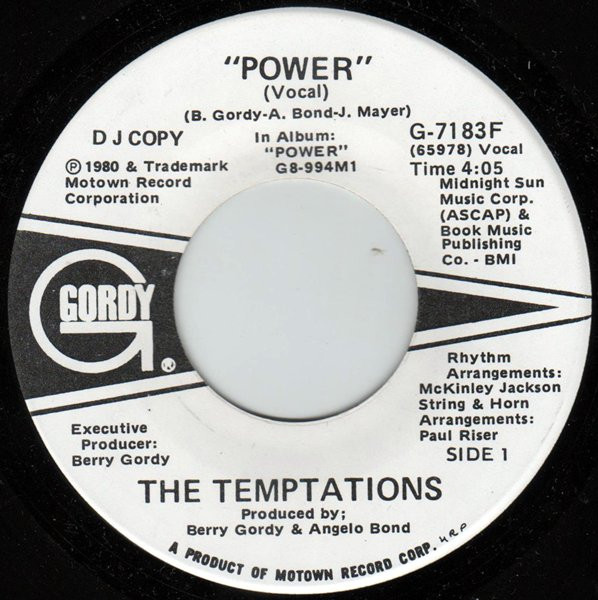 "POWER"
(Vocal)
(B. Gordy-A. Bond-J. Mayer)
D J COPY
℗ 1980 & Trademark
Motown Record
Corporation
In Album:
"POWER"
G8-994M1
G-7183F
(65978) Vocal
Time 4:05
Midnight Sun
Music Corp.
(ASCAP) &
Book Music
Publishing
Co. - BMI
GORDY
G®
Executive
Producer:
Berry Gordy
Rhythm
Arrangements:
McKinley Jackson
String & Horn
Arrangements:
Paul Riser
SIDE 1
THE TEMPTATIONS
Produced by;
Berry Gordy & Angelo Bond
A PRODUCT OF MOTOWN RECORD CORP.